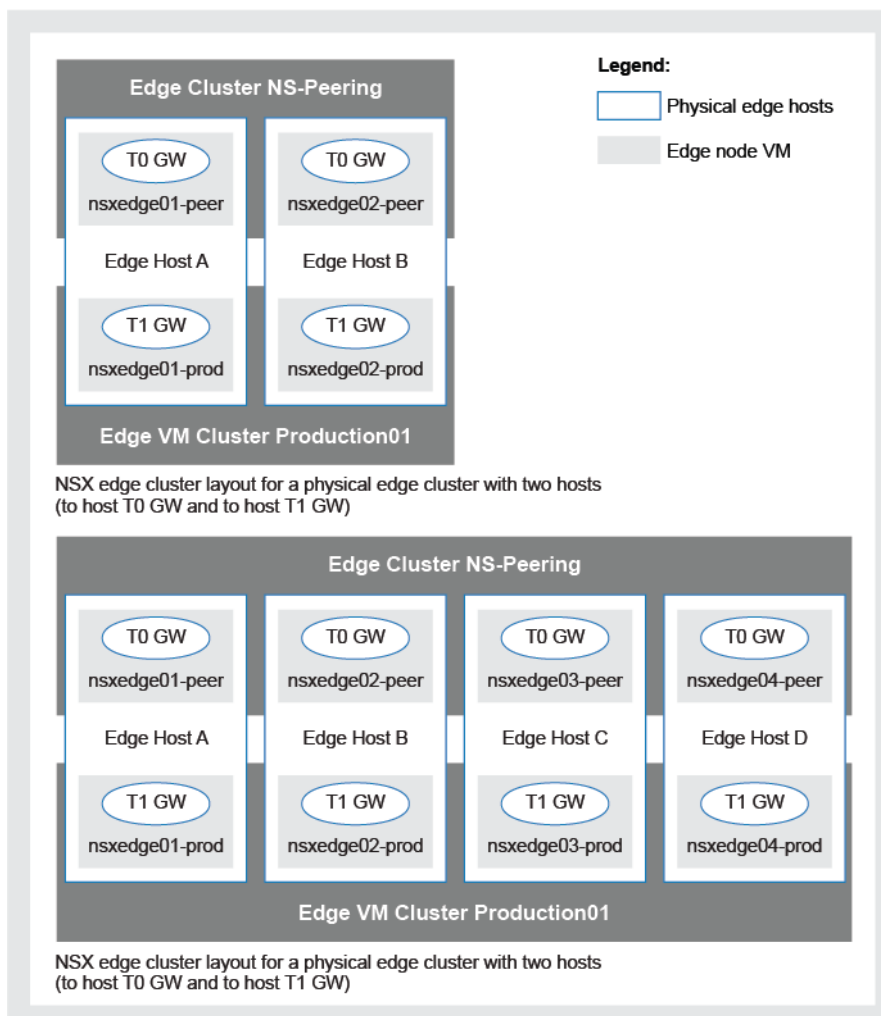 Edge Cluster NS-Peering
Legend:
Physical edge hosts
Edge node VM
T0 GW
T0 GW
nsxedge01-peer
nsxedge02-peer
Edge Host A
Edge Host B
T1 GW
T1 GW
nsxedge01-prod
nsxedge02-prod
Edge VM Cluster Production01
NSX edge cluster layout for a physical edge cluster with two hosts
(to host T0 GW and to host T1 GW)
Edge Cluster NS-Peering
T0 GW
T0 GW
T0 GW
T0 GW
nsxedge01-peer
nsxedge02-peer
nsxedge03-peer
nsxedge04-peer
Edge Host A
Edge Host B
Edge Host C
Edge Host D
T1 GW
T1 GW
T1 GW
T1 GW
nsxedge01-prod
nsxedge02-prod
nsxedge03-prod
nsxedge04-prod
Edge VM Cluster Production01
NSX edge cluster layout for a physical edge cluster with two hosts
(to host T0 GW and to host T1 GW)